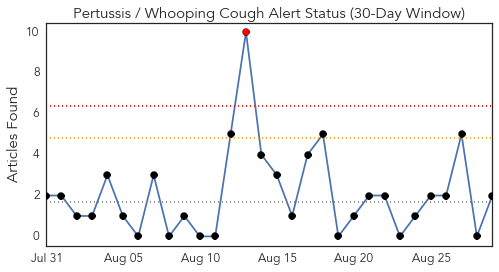 Pertussis / Whooping Cough Alert Status (30-Day Window)
Articles Found
10
8
6
4
2
0
Jul 31
Aug 05
Aug 10
Aug 15
Aug 20
Aug 25